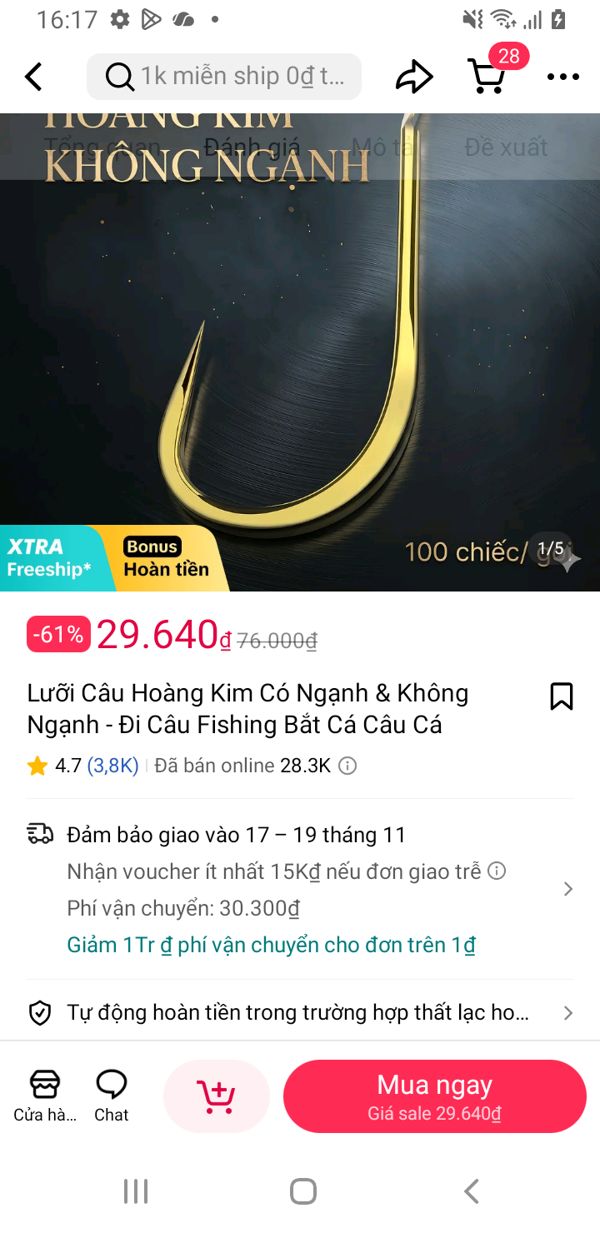 16:17
1k miễn ship 0₫ t...
28
HOÀNG KIM
Tổng quan Đánh giá Mô tả Đề xuất
KHÔNG NGẠNH
XTRA
Freeship*
Bonus
Hoàn tiền
100 chiếc/ gói
1/5
-61% 29.640₫ 76.000₫
Lưỡi Câu Hoàng Kim Có Ngạnh & Không
Ngạnh - Đi Câu Fishing Bắt Cá Câu Cá
4.7 (3,8K) Đã bán online 28.3K
Đảm bảo giao vào 17 – 19 tháng 11
Nhận voucher ít nhất 15K₫ nếu đơn giao trễ
Phí vận chuyển: 30.300₫
Giảm 1Tr ₫ phí vận chuyển cho đơn trên 1₫
Tự động hoàn tiền trong trường hợp thất lạc ho...
Cửa hà...
Chat
Mua ngay
Giá sale 29.640₫